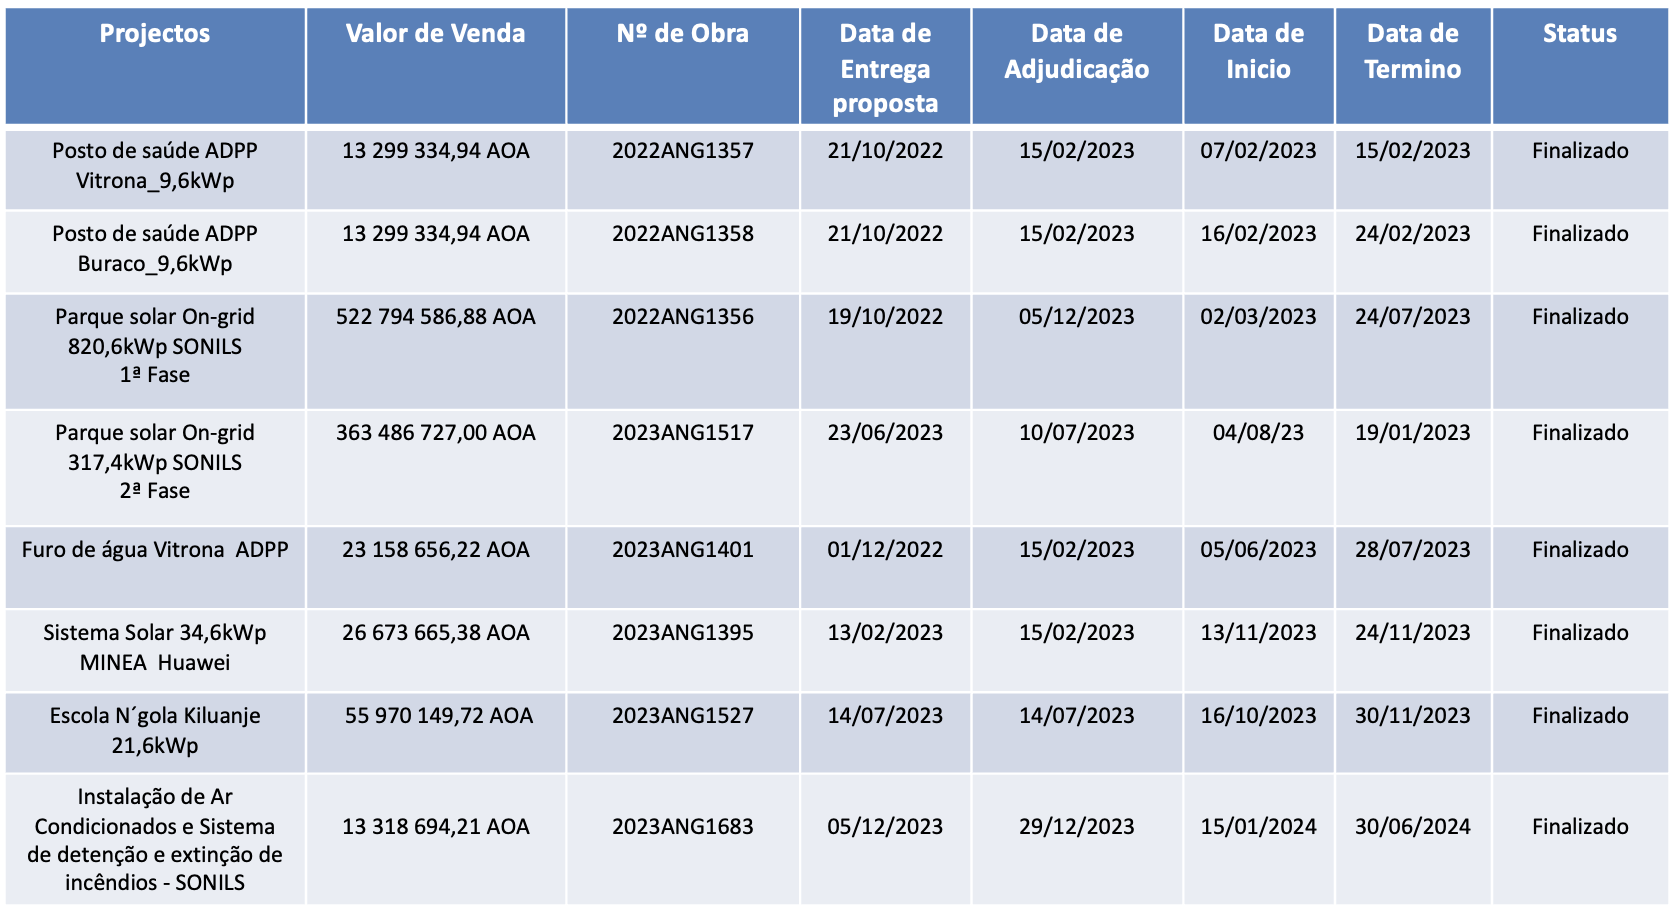 Projectos Valor de Venda Nº de Obra Data de Entrega proposta Data de Adjudicação Data de Inicio Data de Termino Status
Posto de saúde ADPP Vitrona_9,6kWp 13 299 334,94 AOA 2022ANG1357 21/10/2022 15/02/2023 07/02/2023 15/02/2023 Finalizado
Posto de saúde ADPP Buraco_9,6kWp 13 299 334,94 AOA 2022ANG1358 21/10/2022 15/02/2023 16/02/2023 24/02/2023 Finalizado
Parque solar On-grid 820,6kWp SONILS 1ª Fase 522 794 586,88 AOA 2022ANG1356 19/10/2022 05/12/2023 02/03/2023 24/07/2023 Finalizado
Parque solar On-grid 317,4kWp SONILS 2ª Fase 363 486 727,00 AOA 2023ANG1517 23/06/2023 10/07/2023 04/08/23 19/01/2023 Finalizado
Furo de água Vitrona ADPP 23 158 656,22 AOA 2023ANG1401 01/12/2022 15/02/2023 05/06/2023 28/07/2023 Finalizado
Sistema Solar 34,6kWp MINEA Huawei 26 673 665,38 AOA 2023ANG1395 13/02/2023 15/02/2023 13/11/2023 24/11/2023 Finalizado
Escola N´gola Kiluanje 21,6kWp 55 970 149,72 AOA 2023ANG1527 14/07/2023 14/07/2023 16/10/2023 30/11/2023 Finalizado
Instalação de Ar Condicionados e Sistema de detenção e extinção de incêndios - SONILS 13 318 694,21 AOA 2023ANG1683 05/12/2023 29/12/2023 15/01/2024 30/06/2024 Finalizado